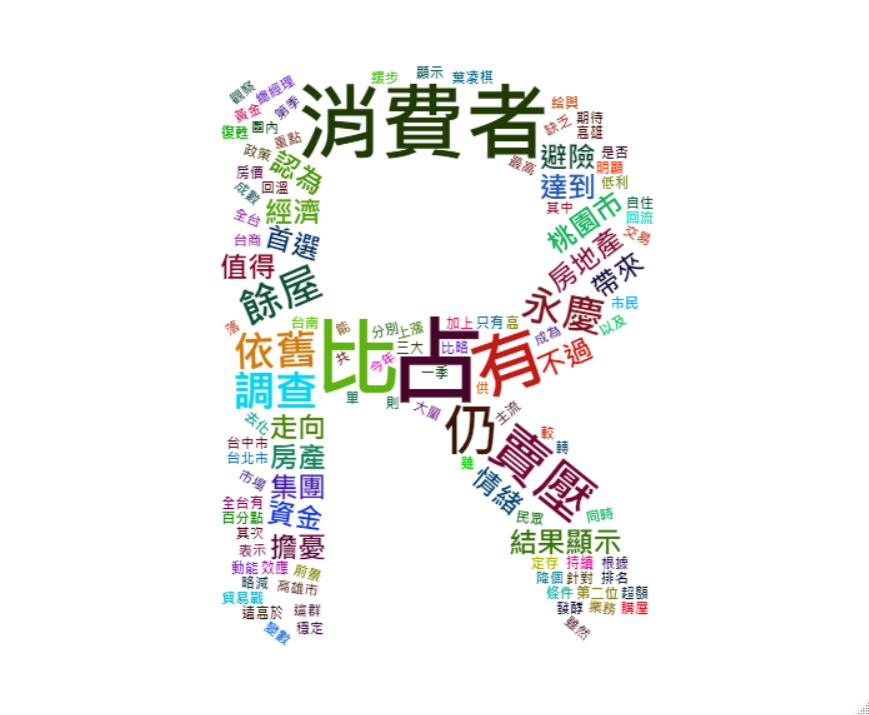 緩步
顯示
葉凌棋
觀察
總經理
黃金
第季
復甦
國內
重點
消費者
給與
缺乏
期待
高雄
政策
認為
最高
避險
是否
明顯
房價
回溫
成數
達到
低利
經濟
其中
自住
全台
桃園市
回流
台商
首選
房地產
交易
值得
帶來
餘屋
永慶
市民
落
台南
能
分別
上漲
加上
只有
高
成為
以及
依舊
比
占
有
不過
共
今年
三大
比略
一季
調查
單
則
供
大量
主流
去化
走向
仍
賣壓
較
轉
台中市
台北市
房產
雖
市場
集團
情緒
全台有
百分點
資金
民眾
同時
其次
表示
擔憂
結果顯示
動能
效應
前景
定存
持續
根據
略減
高雄市
降個
針對
排名
貿易戰
條件
第二位
超額
遠高於
這群
發酵
業務
購屋
變數
穩定
雖然